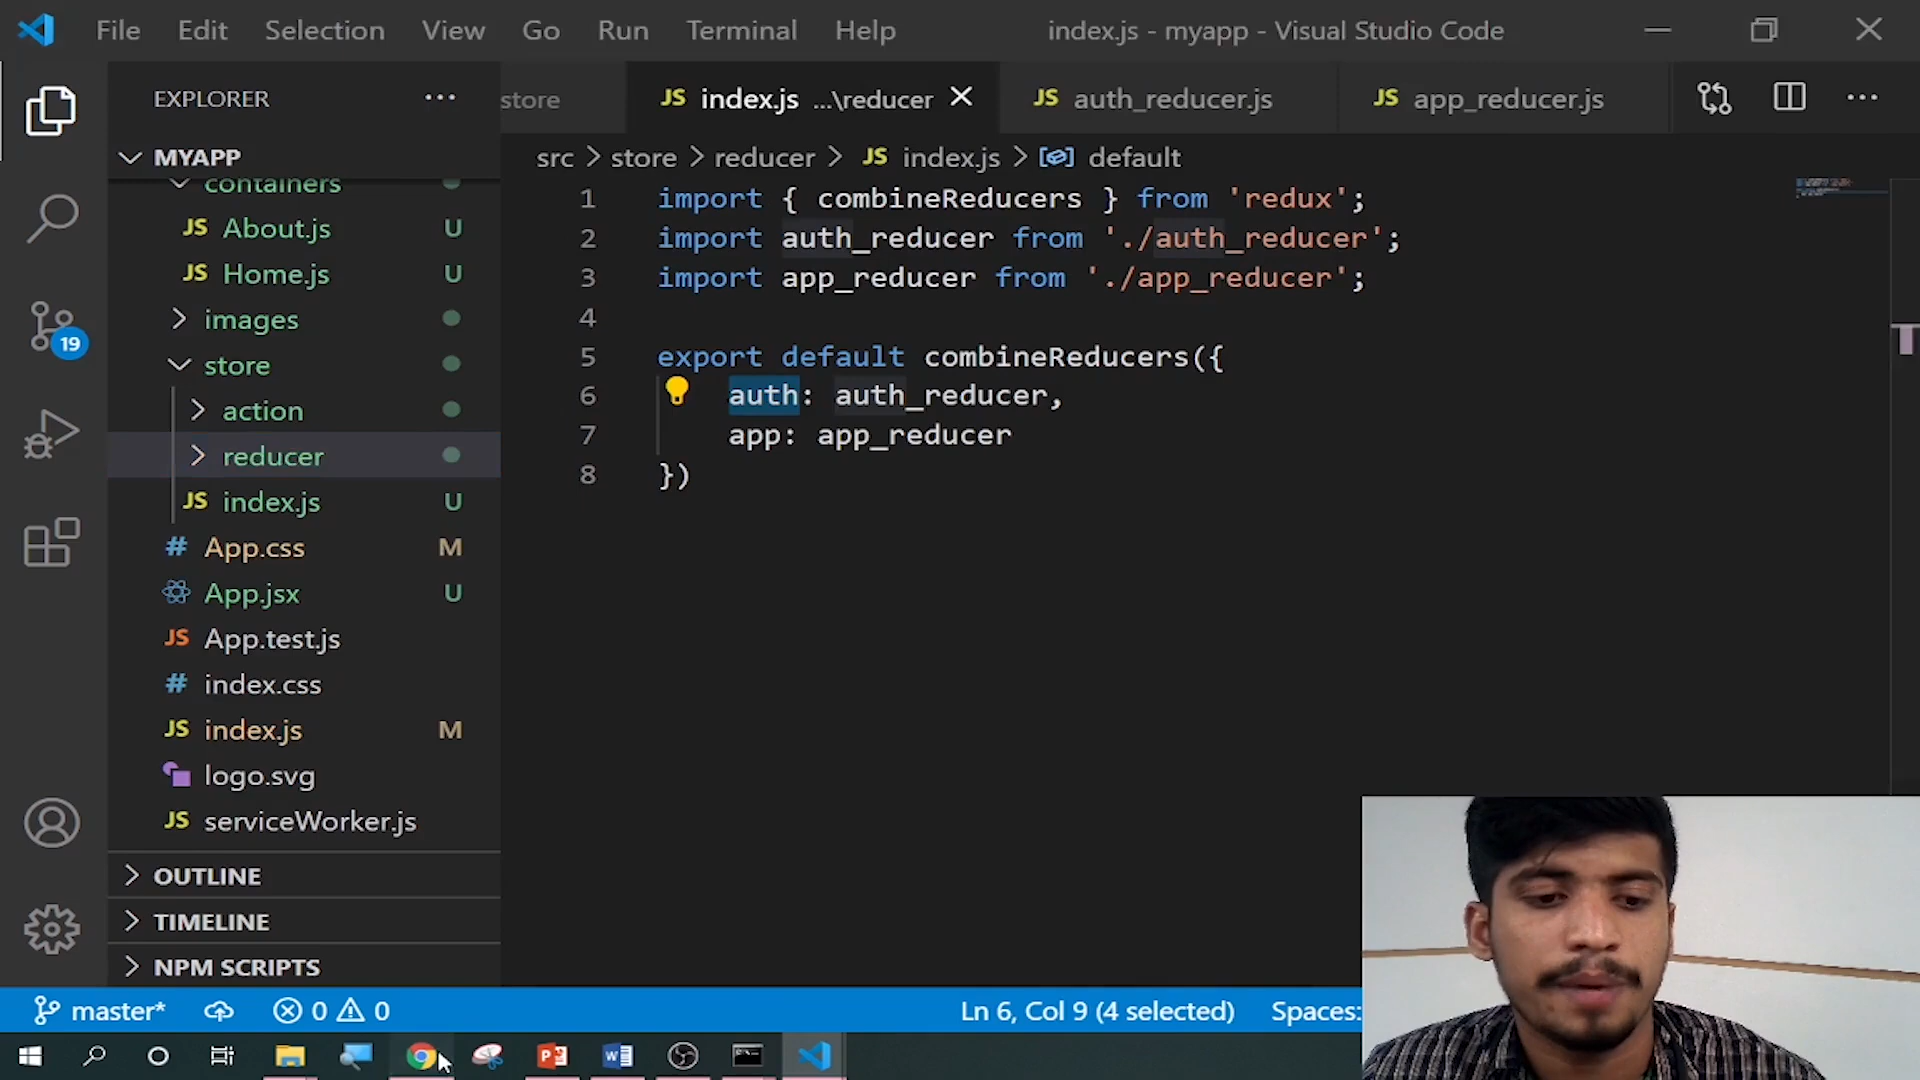 File Edit Selection View Go Run Terminal Help index.js - myapp - Visual Studio Code
EXPLORER ...
store JS index.js ...\reducer JS auth_reducer.js JS app_reducer.js ...
MYAPP
src > store > reducer > JS index.js > default
containers
JS About.js U
JS Home.js U
images
store
action
reducer
JS index.js U
# App.css M
App.jsx U
JS App.test.js
# index.css
JS index.js M
logo.svg
JS serviceWorker.js
OUTLINE
TIMELINE
NPM SCRIPTS
19
1 import { combineReducers } from 'redux';
2 import auth_reducer from './auth_reducer';
3 import app_reducer from './app_reducer';
4
5 export default combineReducers({
6 auth: auth_reducer,
7 app: app_reducer
8 })
master* 0 0 Ln 6, Col 9 (4 selected) Spaces: